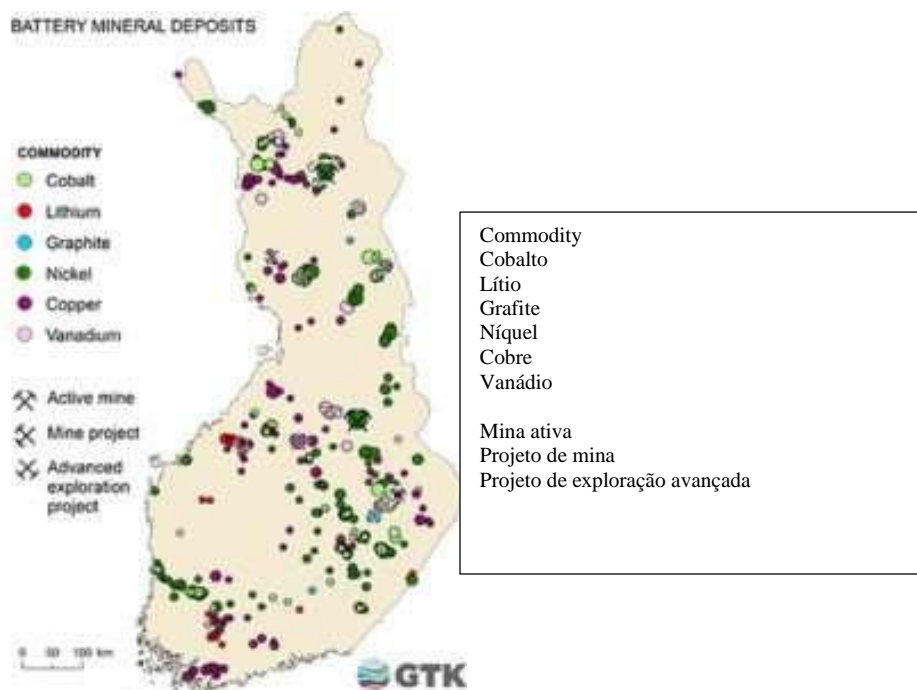 BATTERY MINERAL DEPOSITS
COMMODITY
Cobalt
Lithium
Graphite
Nickel
Copper
Vanadium
Active mine
Mine project
Advanced
exploration
project
0 50 100 km
GTK
Commodity
Cobalto
Lítio
Grafite
Níquel
Cobre
Vanádio
Mina ativa
Projeto de mina
Projeto de exploração avançada